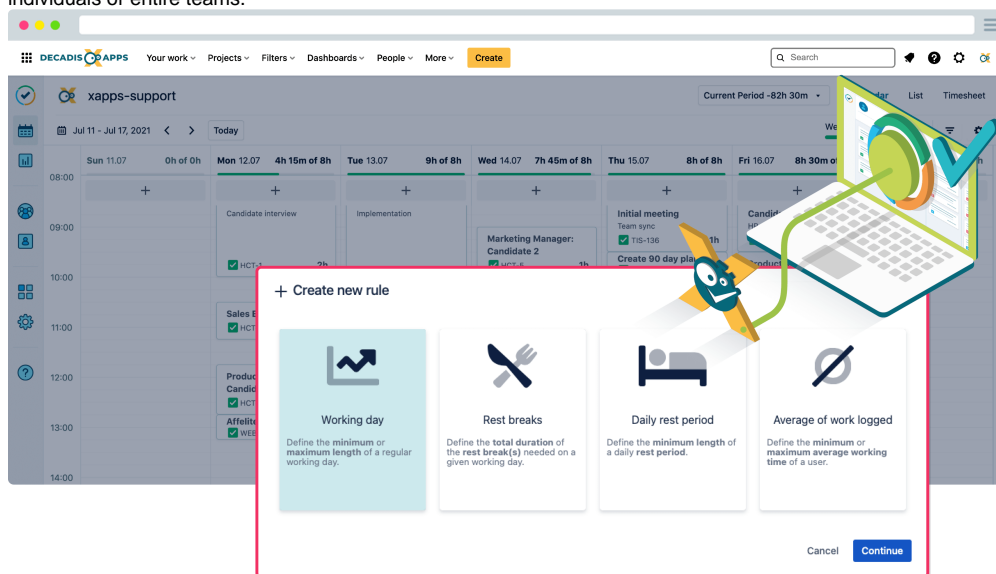 individuals or entire teams.
DECADIS APPS Your work Projects Filters Dashboards People More Create Search
xapps-support Current Period -82h 30m List Timesheet
Jul 11 - Jul 17, 2021 Today
Sun 11.07 0h of 0h Mon 12.07 4h 15m of 8h Tue 13.07 9h of 8h Wed 14.07 7h 45m of 8h Thu 15.07 8h of 8h Fri 16.07 8h 30m of
08:00
+ + + + + +
Candidate interview Implementation Initial meeting
Team sync
09:00
Marketing Manager:
Candidate 2
TIS-136 1h
Create 90 day
HCT-1 2h
10:00
Sales
HCT
11:00
12:00
HCT
13:00
WEB
14:00
+ Create new rule
Working day
Define the minimum or
maximum length of a regular
working day.
Rest breaks
Define the total duration of
the rest break(s) needed on a
given working day.
Daily rest period
Define the minimum length of
a daily rest period.
Average of work logged
Define the minimum or
maximum average working
time of a user.
Cancel Continue